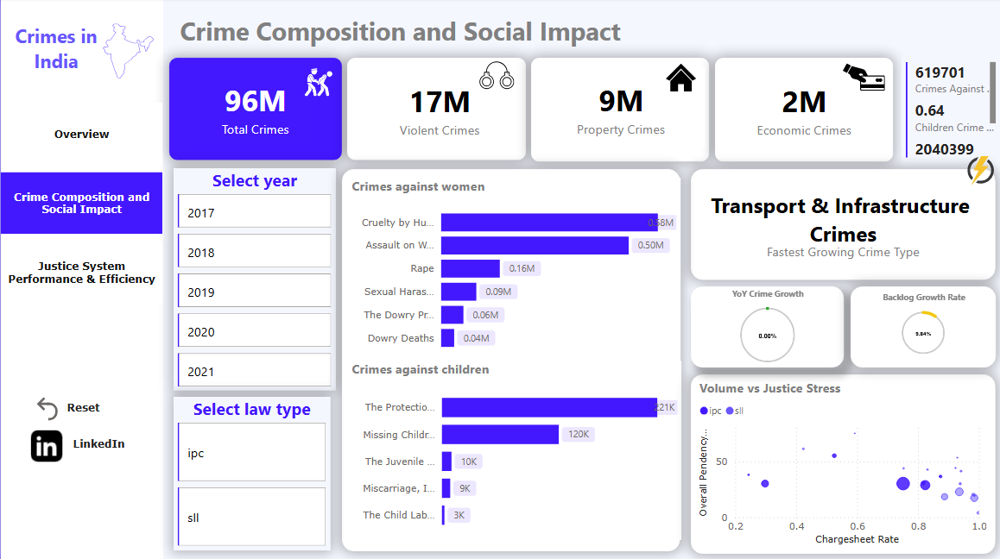 Crimes in
India
Overview
Crime Composition and
Social Impact
Justice System
Performance & Efficiency
Reset
in
LinkedIn
Crime Composition and Social Impact
96M
Total Crimes
17M
Violent Crimes
9M
Property Crimes
2M
Economic Crimes
619701
Crimes Against ...
0.64
Children Crime ...
2040399
Select year
2017
2018
2019
2020
2021
Select law type
ipc
sll
Crimes against women
Cruelty by Hu... 0.58M
Assault on W... 0.50M
Rape 0.16M
Sexual Haras... 0.09M
The Dowry Pr... 0.06M
Dowry Deaths 0.04M
Crimes against children
The Protectio... 221K
Missing Childr... 120K
The Juvenile ... 10K
Miscarriage, I... 9K
The Child Lab... 3K
Transport & Infrastructure
Crimes
Fastest Growing Crime Type
YoY Crime Growth
0.00%
Backlog Growth Rate
9.84%
Volume vs Justice Stress
ipc sll
Overall Pendency...
50
0
0.2 0.4 0.6 0.8 1.0
Chargesheet Rate